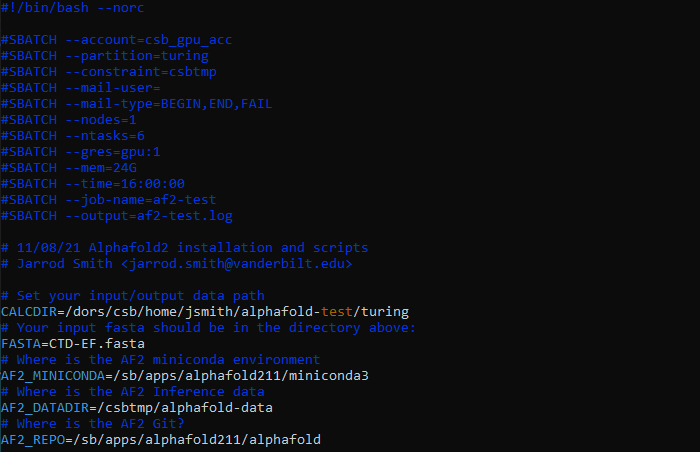 #!/bin/bash --norc
#SBATCH --account=csb_gpu_acc
#SBATCH --partition=turing
#SBATCH --constraint=csbtmp
#SBATCH --mail-user=
#SBATCH --mail-type=BEGIN,END,FAIL
#SBATCH --nodes=1
#SBATCH --ntasks=6
#SBATCH --gres=gpu:1
#SBATCH --mem=24G
#SBATCH --time=16:00:00
#SBATCH --job-name=af2-test
#SBATCH --output=af2-test.log
# 11/08/21 Alphafold2 installation and scripts
# Jarrod Smith <jarrod.smith@vanderbilt.edu>
# Set your input/output data path
CALCDIR=/dors/csb/home/jsmith/alphafold-test/turing
# Your input fasta should be in the directory above:
FASTA=CTD-EF.fasta
# Where is the AF2 miniconda environment
AF2_MINICONDA=/sb/apps/alphafold211/miniconda3
# Where is the AF2 Inference data
AF2_DATADIR=/csbtmp/alphafold-data
# Where is the AF2 Git?
AF2_REPO=/sb/apps/alphafold211/alphafold